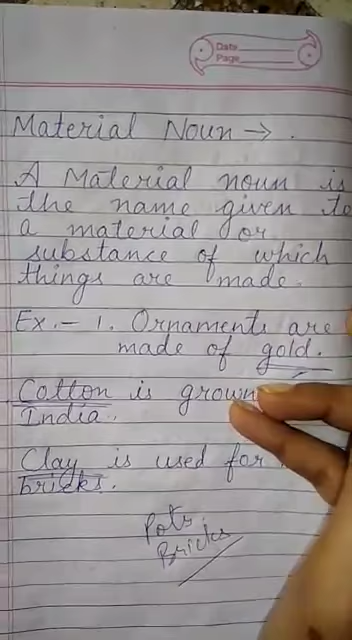 Date
Page
Material Noun →.
A Material noun is
the name given to
a material or
substance of which
things are made.
Ex. - 1. Ornaments are
made of gold.
Cotton is grown
India.
Clay is used for
bricks.
Pots,
Bricks